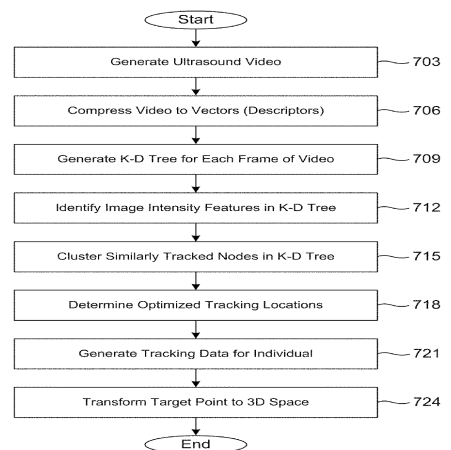 Start
Generate Ultrasound Video
703
Compress Video to Vectors (Descriptors)
706
Generate K-D Tree for Each Frame of Video
709
Identify Image Intensity Features in K-D Tree
712
Cluster Similarly Tracked Nodes in K-D Tree
715
Determine Optimized Tracking Locations
718
Generate Tracking Data for Individual
721
Transform Target Point to 3D Space
724
End